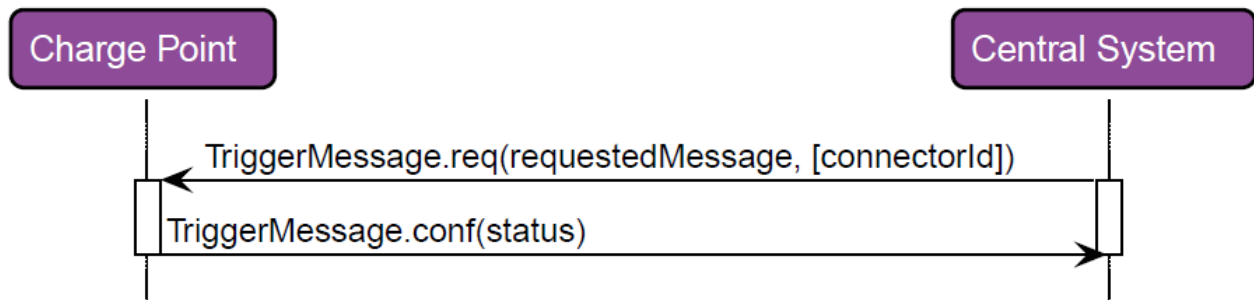 Charge Point
Central System
TriggerMessage.req(requestedMessage, [connectorId])
TriggerMessage.conf(status)